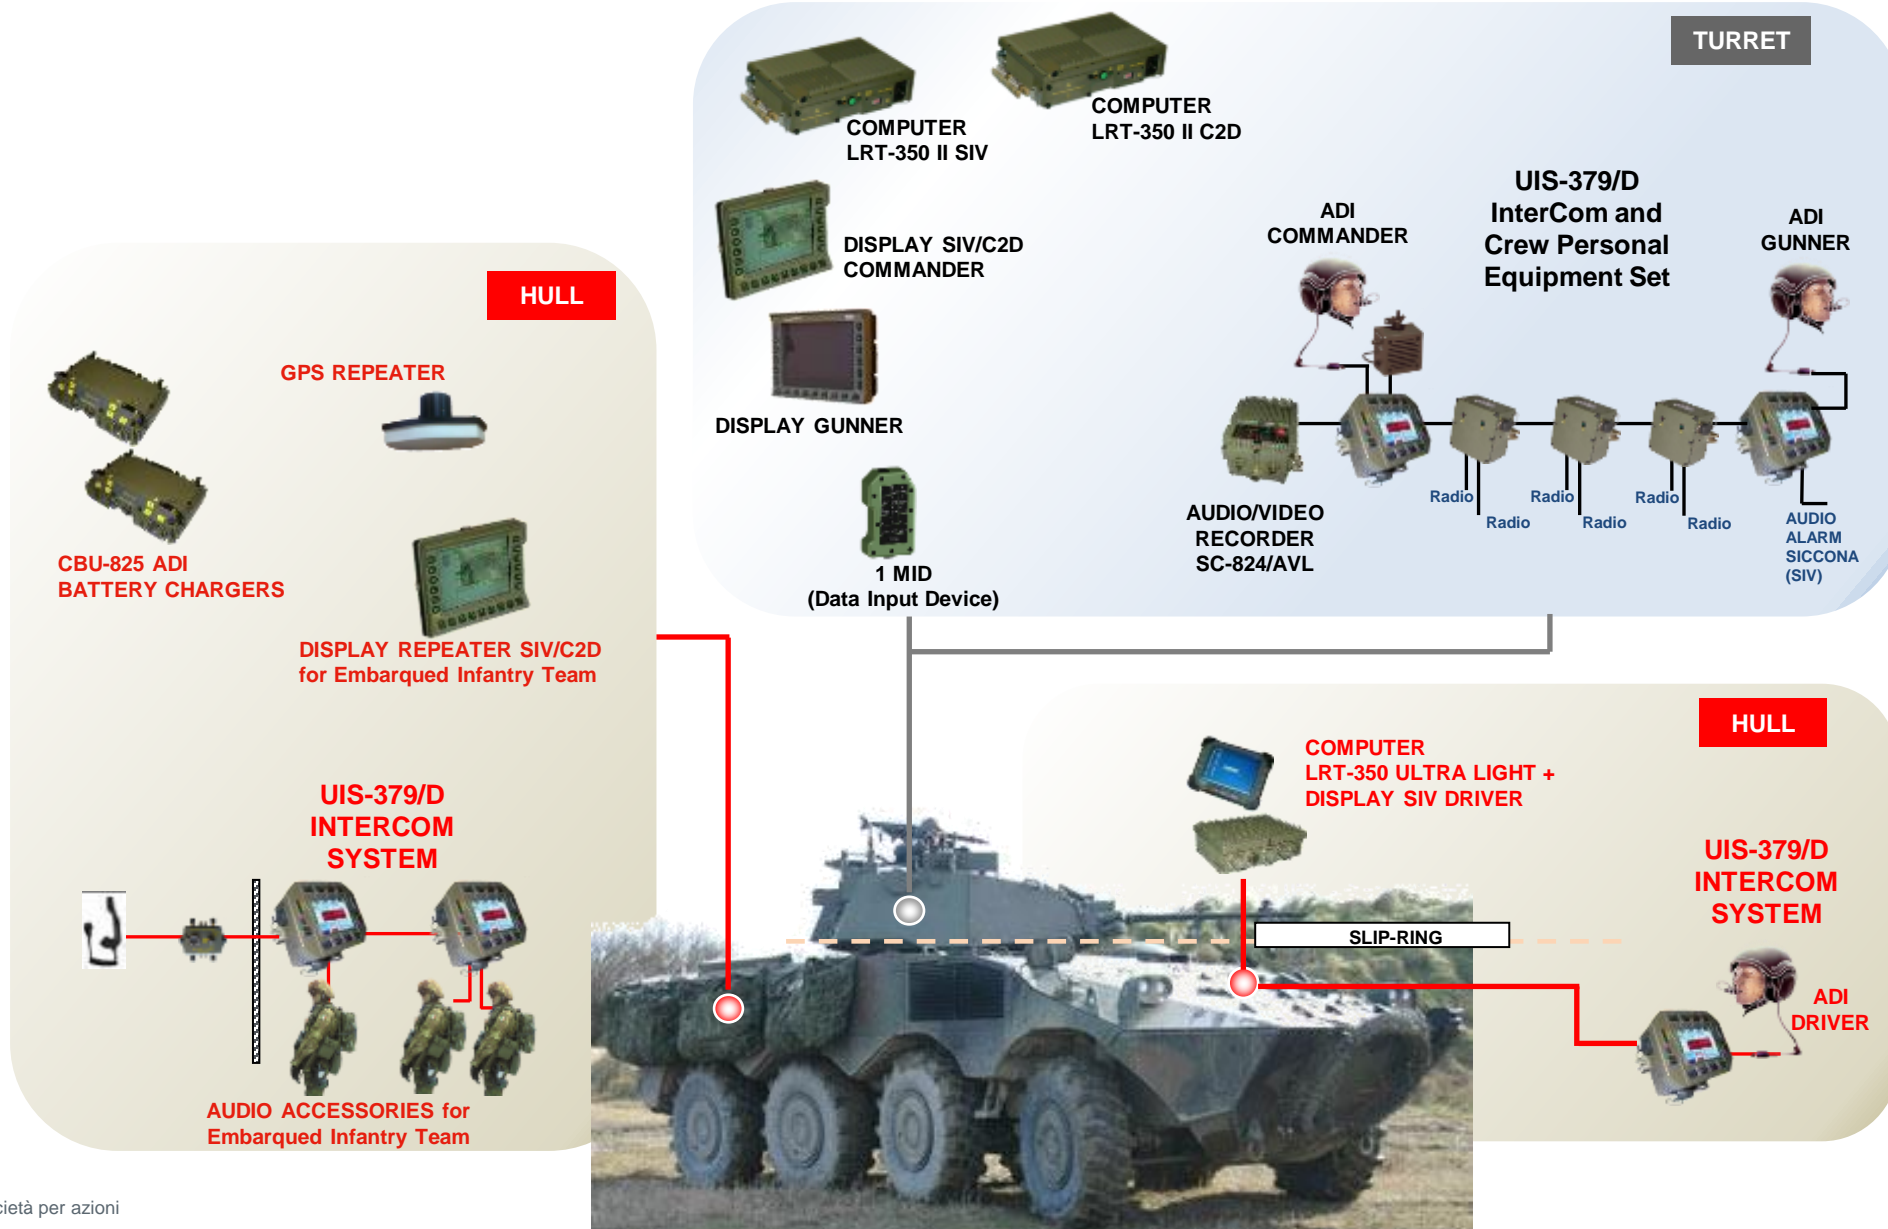 TURRET
COMPUTER
LRT-350 II SIV
COMPUTER
LRT-350 II C2D
DISPLAY SIV/C2D
COMMANDER
DISPLAY GUNNER
1 MID
(Data Input Device)
ADI
COMMANDER
UIS-379/D
InterCom and
Crew Personal
Equipment Set
ADI
GUNNER
AUDIO/VIDEO
RECORDER
SC-824/AVL
Radio
Radio
Radio
Radio
Radio
Radio
AUDIO
ALARM
SICCONA
(SIV)
HULL
GPS REPEATER
CBU-825 ADI
BATTERY CHARGERS
DISPLAY REPEATER SIV/C2D
for Embarqued Infantry Team
UIS-379/D
INTERCOM
SYSTEM
AUDIO ACCESSORIES for
Embarqued Infantry Team
HULL
COMPUTER
LRT-350 ULTRA LIGHT +
DISPLAY SIV DRIVER
SLIP-RING
UIS-379/D
INTERCOM
SYSTEM
ADI
DRIVER
cietà per azioni